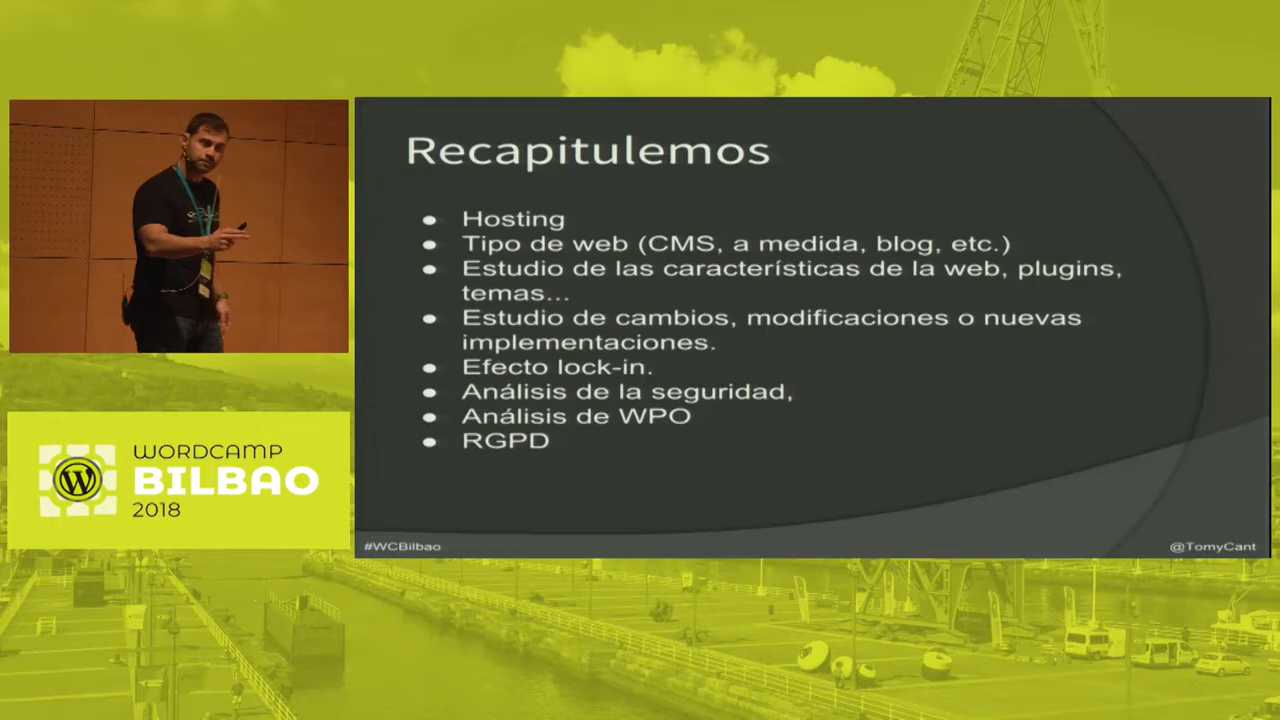 Recapitulemos
● Hosting
● Tipo de web (CMS, a medida, blog, etc.)
● Estudio de las características de la web, plugins,
temas...
● Estudio de cambios, modificaciones o nuevas
implementaciones.
● Efecto lock-in.
● Análisis de la seguridad,
● Análisis de WPO
● RGPD
#WCBilbao
@TomyCant
WORDCAMP
BILBAO
2018